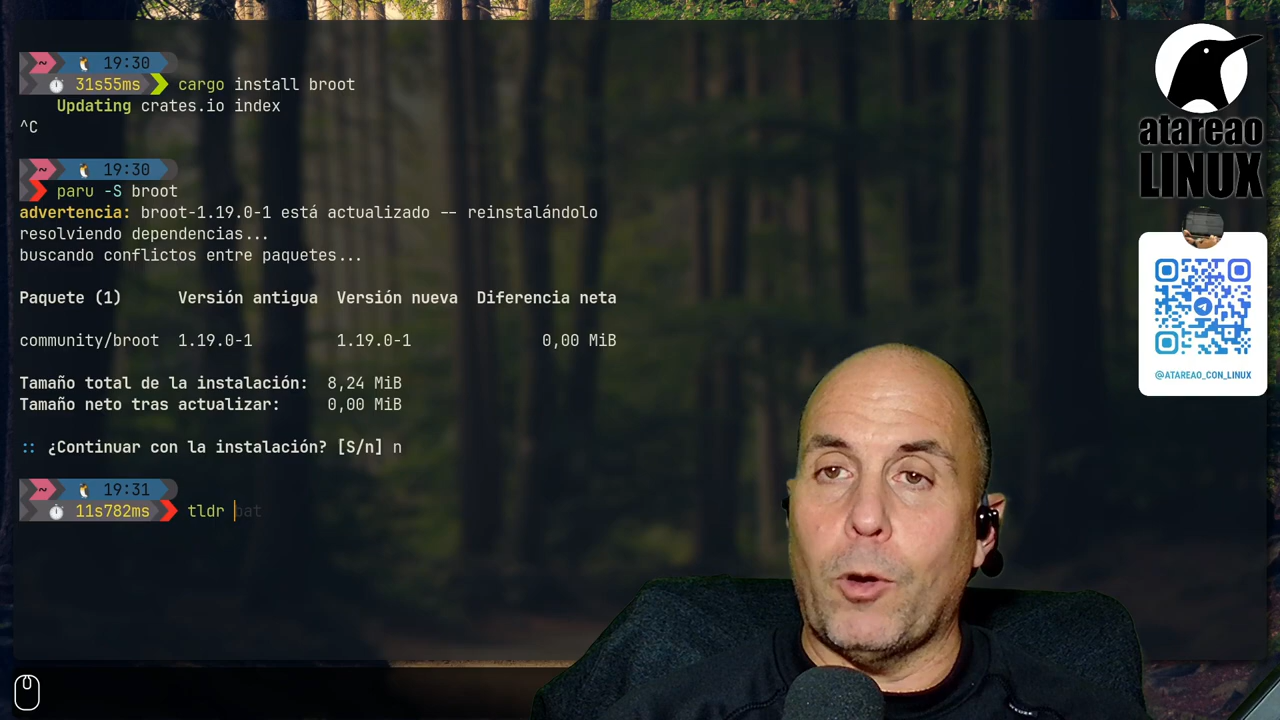 ~ 19:30
31s55ms cargo install broot
Updating crates.io index
^C
~ 19:30
paru -S broot
advertencia: broot-1.19.0-1 está actualizado -- reinstalándolo
resolviendo dependencias...
buscando conflictos entre paquetes...
Paquete (1) Versión antigua Versión nueva Diferencia neta
community/broot 1.19.0-1 1.19.0-1 0,00 MiB
Tamaño total de la instalación: 8,24 MiB
Tamaño neto tras actualizar: 0,00 MiB
:: ¿Continuar con la instalación? [S/n] n
~ 19:31
11s782ms tldr bat
atareao
LINUX
@ATAREAO_CON_LINUX